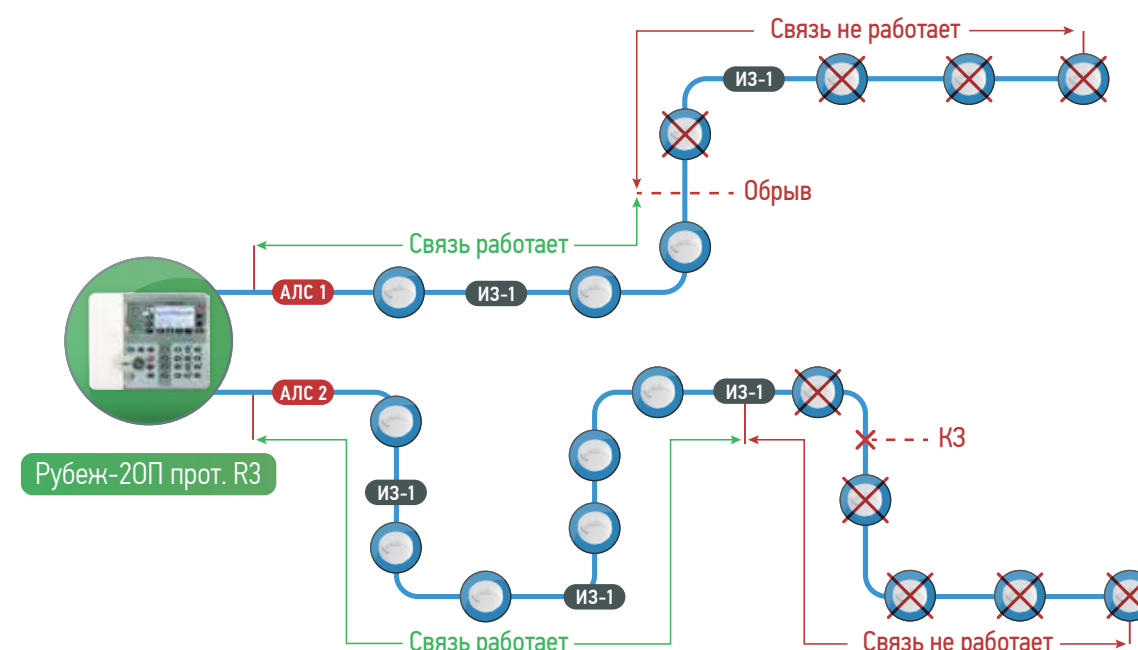 Связь не работает
ИЗ-1
Обрыв
Связь работает
АЛС 1
ИЗ-1
АЛС 2
ИЗ-1
КЗ
Рубеж-2ОП прот. R3
ИЗ-1
ИЗ-1
Связь работает
Связь не работает